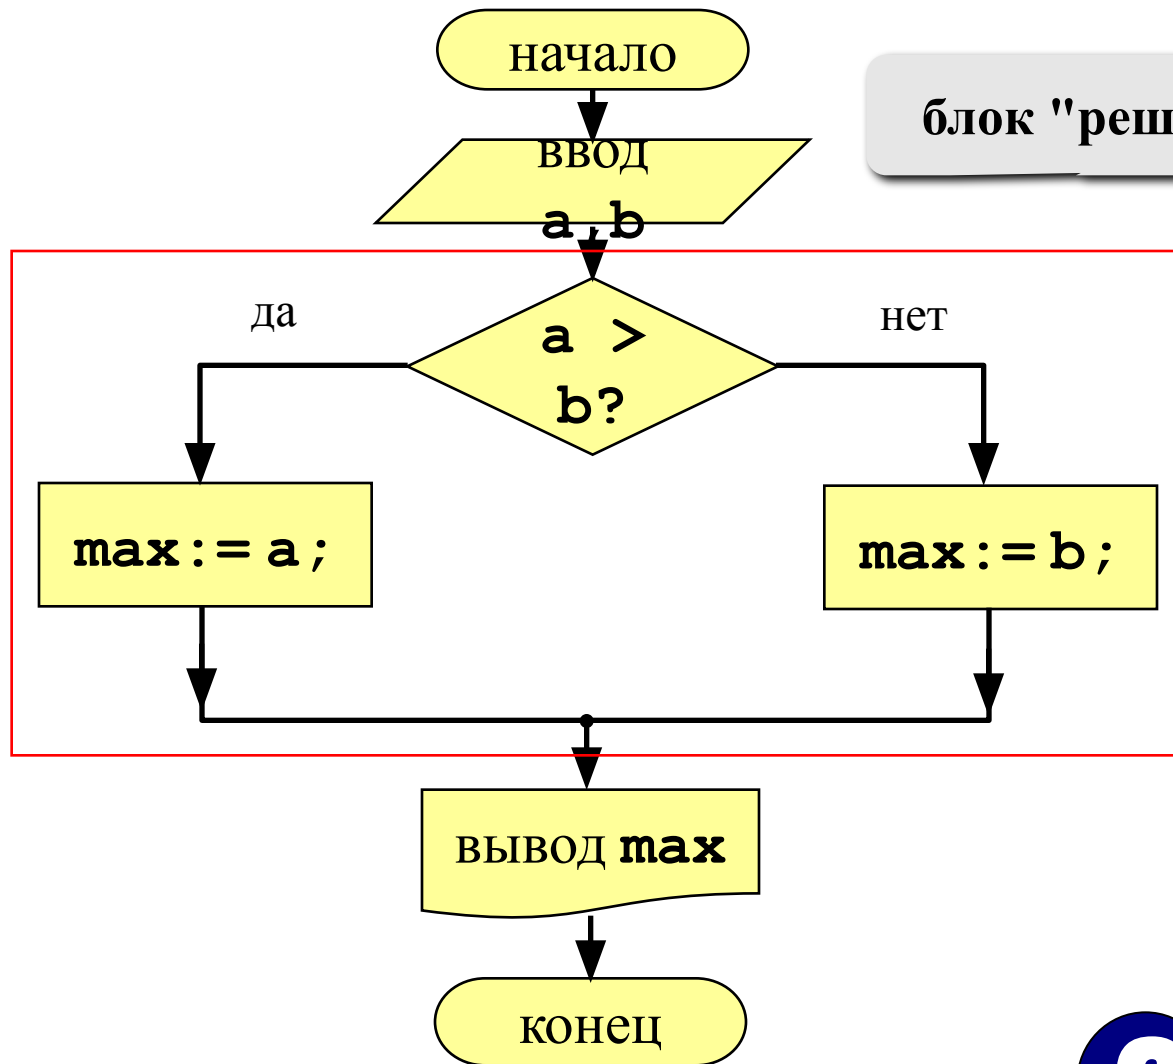 начало
блок "реш
ввод
a,b
да
нет
a >
b?
max:= a;
max:= b;
вывод max
конец